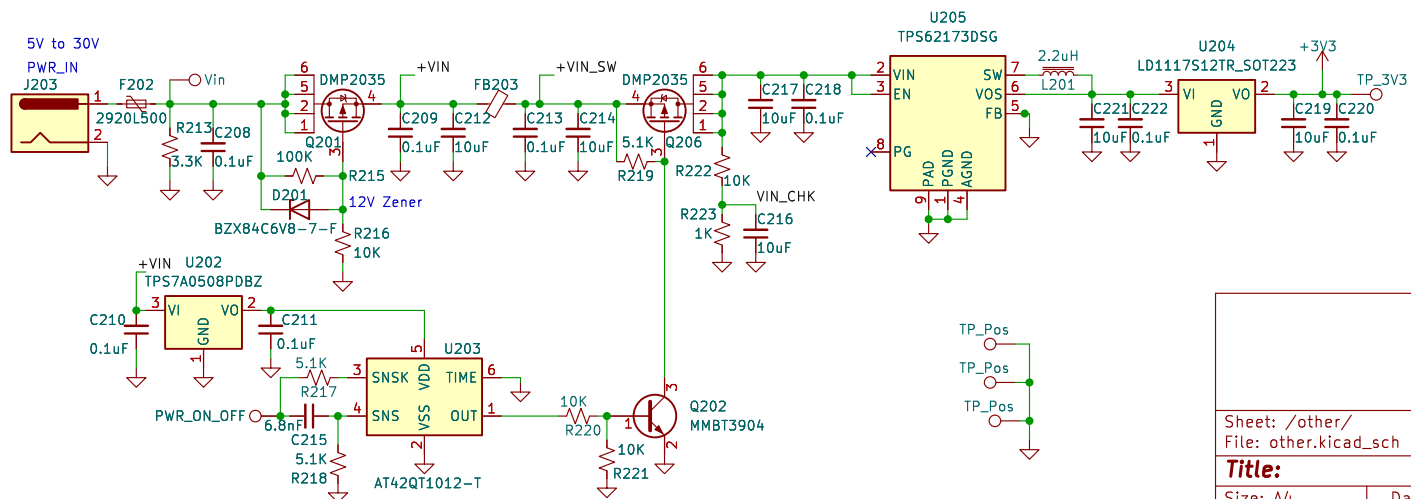 5V to 30V
PWR_IN
J203
1
2
F202
2920L500
Vin
R213
3.3K
C208
0.1uF
6
5
2
1
DMP2035
4
Q201
3
100K
R215
D201
12V Zener
BZX84C6V8-7-F
R216
10K
+VIN
C209
0.1uF
C212
10uF
FB203
+VIN_SW
C213
0.1uF
C214
10uF
DMP2035
4
6
5
2
1
3
Q206
5.1K
R219
R222
10K
VIN_CHK
R223
1K
C216
10uF
C217
10uF
C218
0.1uF
U205
TPS62173DSG
2
VIN
3
EN
8
PG
SW
7
VOS
6
FB
5
PAD
PGND
AGND
9
1
4
2.2uH
L201
C221
10uF
C222
0.1uF
U204
LD1117S12TR_SOT223
3
VI
VO
2
GND
1
+3V3
TP_3V3
C219
10uF
C220
0.1uF
+VIN
U202
TPS7A0508PDBZ
3
VI
VO
2
GND
1
C210
0.1uF
C211
0.1uF
U203
5
VDD
3
SNSK
TIME
6
4
SNS
OUT
1
VSS
2
AT42QT1012-T
5.1K
R217
PWR_ON_OFF
6.8nF
C215
5.1K
R218
10K
R220
10K
R221
1
3
2
Q202
MMBT3904
TP_Pos
TP_Pos
TP_Pos
Sheet: /other/
File: other.kicad_sch
Title: